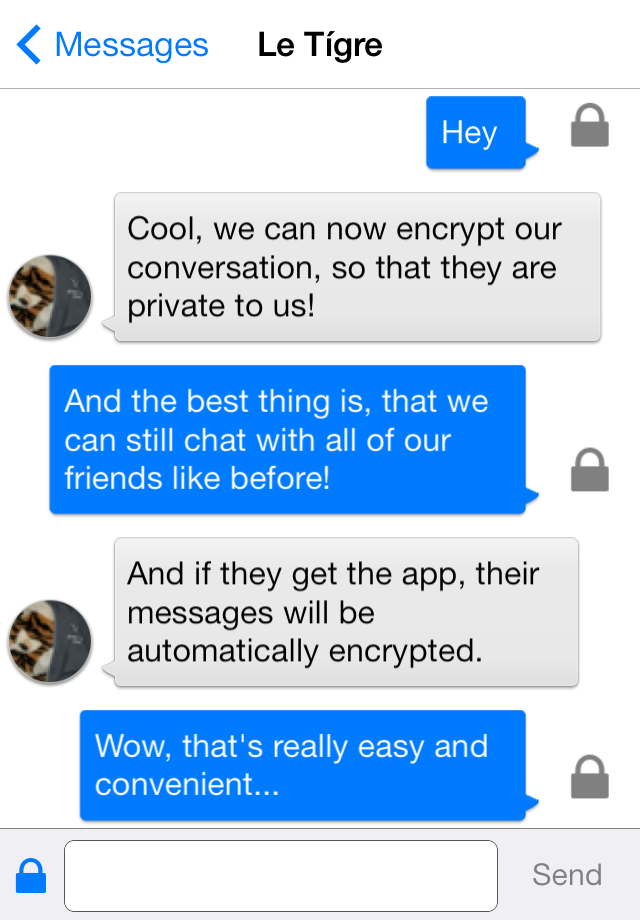 Messages Le Tígre
Hey
Cool, we can now encrypt our
conversation, so that they are
private to us!
And the best thing is, that we
can still chat with all of our
friends like before!
And if they get the app, their
messages will be
automatically encrypted.
Wow, that's really easy and
convenient...
Send